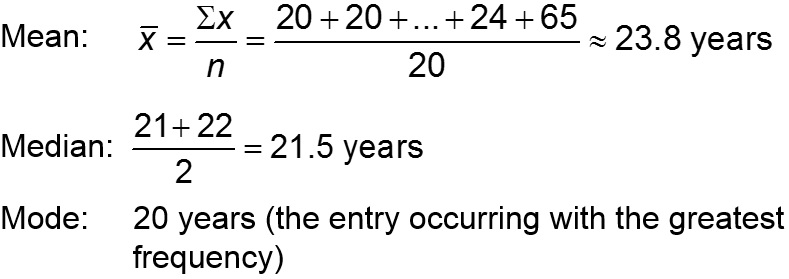 Mean: x̄ = Σx/n = (20 + 20 + ... + 24 + 65)/20 ≈ 23.8 years
Median: (21 + 22)/2 = 21.5 years
Mode: 20 years (the entry occurring with the greatest
frequency)